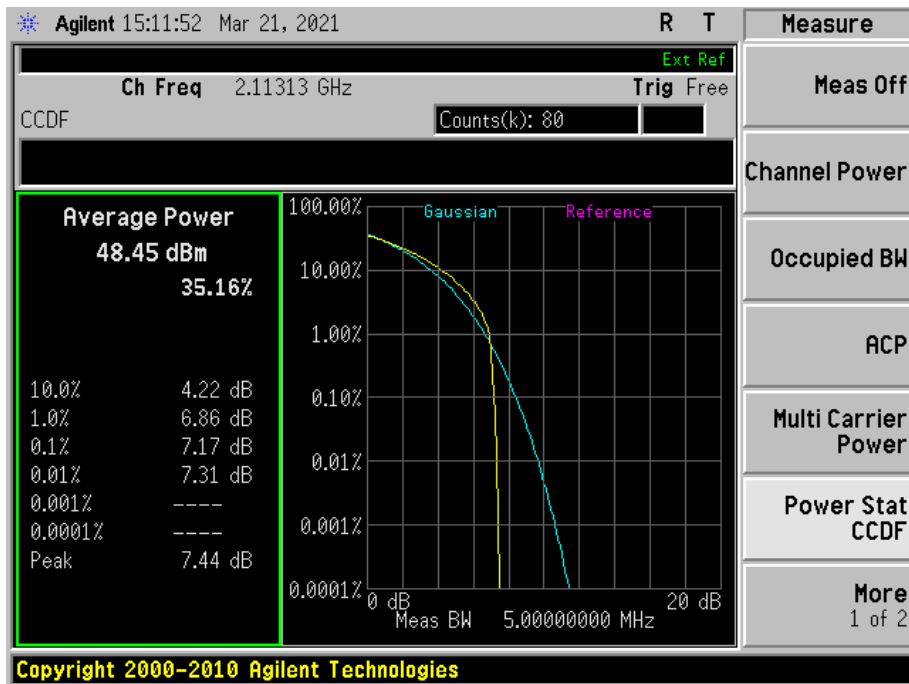 Agilent 15:11:52 Mar 21, 2021 R T
Measure
Ext Ref
Ch Freq 2.11313 GHz Trig Free
Meas Off
CCDF Counts(k): 80
Channel Power
Average Power
48.45 dBm
35.16%
10.0% 4.22 dB
1.0% 6.86 dB
0.1% 7.17 dB
0.01% 7.31 dB
0.001% ----
0.0001% ----
Peak 7.44 dB
Gaussian Reference
100.00%
10.00%
1.00%
0.10%
0.01%
0.001%
0.0001%
0 dB 20 dB
Meas BW 5.00000000 MHz
Occupied BW
ACP
Multi Carrier
Power
Power Stat
CCDF
More
1 of 2
Copyright 2000-2010 Agilent Technologies